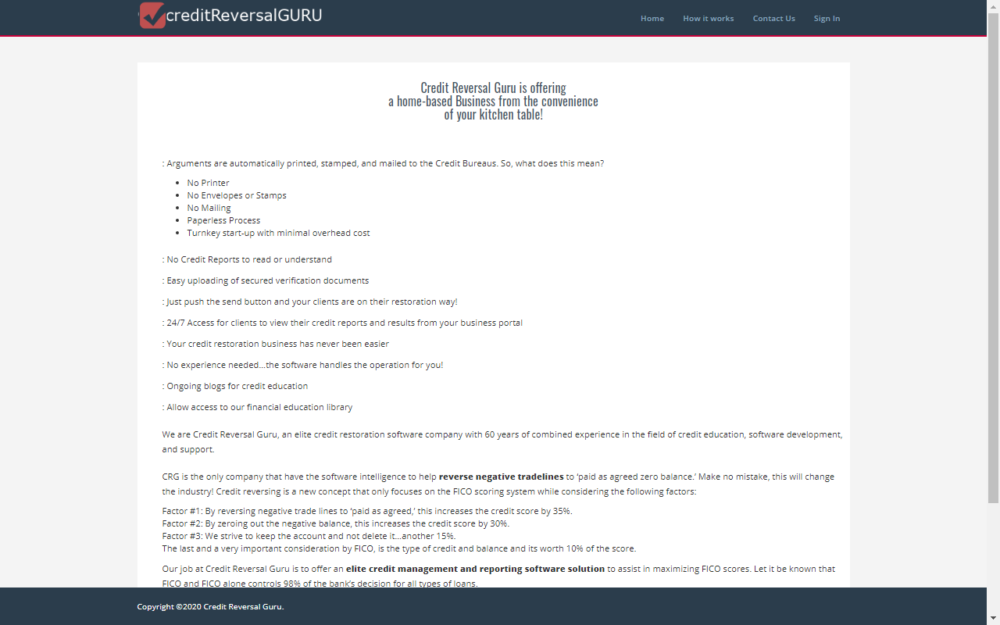 creditReversalGURU
Home How it works Contact Us Sign In
Credit Reversal Guru is offering
a home-based Business from the convenience
of your kitchen table!
: Arguments are automatically printed, stamped, and mailed to the Credit Bureaus. So, what does this mean?
• No Printer
• No Envelopes or Stamps
• No Mailing
• Paperless Process
• Turnkey start-up with minimal overhead cost
: No Credit Reports to read or understand
: Easy uploading of secured verification documents
: Just push the send button and your clients are on their restoration way!
: 24/7 Access for clients to view their credit reports and results from your business portal
: Your credit restoration business has never been easier
: No experience needed...the software handles the operation for you!
: Ongoing blogs for credit education
: Allow access to our financial education library
We are Credit Reversal Guru, an elite credit restoration software company with 60 years of combined experience in the field of credit education, software development,
and support.
CRG is the only company that have the software intelligence to help reverse negative tradelines to ‘paid as agreed zero balance.’ Make no mistake, this will change
the industry! Credit reversing is a new concept that only focuses on the FICO scoring system while considering the following factors:
Factor #1: By reversing negative trade lines to ‘paid as agreed,’ this increases the credit score by 35%.
Factor #2: By zeroing out the negative balance, this increases the credit score by 30%.
Factor #3: We strive to keep the account and not delete it...another 15%.
The last and a very important consideration by FICO, is the type of credit and balance and its worth 10% of the score.
Our job at Credit Reversal Guru is to offer an elite credit management and reporting software solution to assist in maximizing FICO scores. Let it be known that
FICO and FICO alone controls 98% of the bank’s decision for all types of loans.
Copyright ©2020 Credit Reversal Guru.